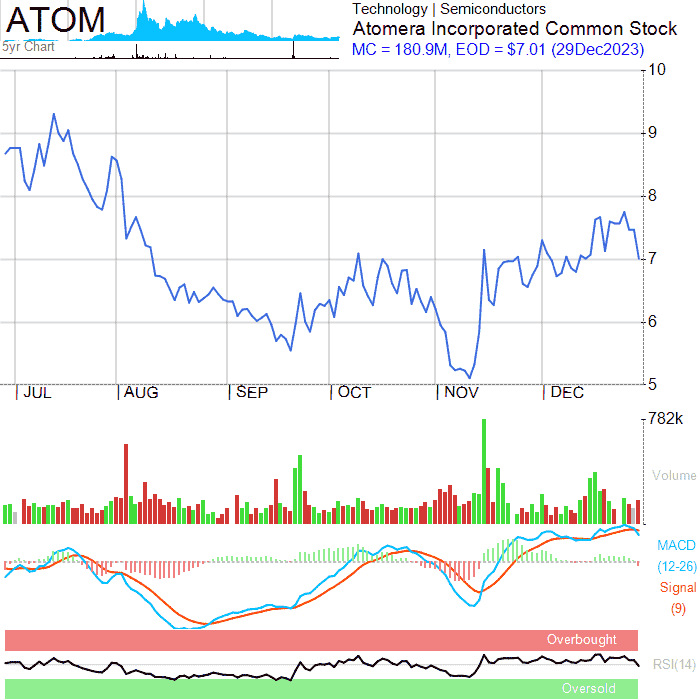 ATOM
5yr Chart
Technology | Semiconductors
Atomera Incorporated Common Stock
MC = 180.9M, EOD = $7.01 (29Dec2023)
10
9
8
7
6
5
JUL AUG SEP OCT NOV DEC
782k
Volume
MACD
(12-26)
Signal
(9)
Overbought
RSI(14)
Oversold